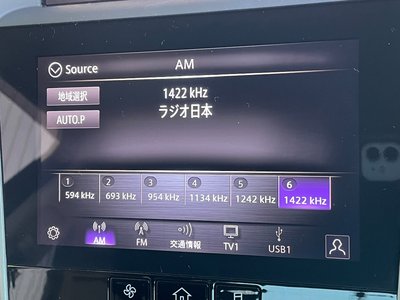 Source
AM
地域選択
1422 kHz
AUTO.P
ラジオ日本
1 2 3 4 5 6
594 kHz 693 kHz 954 kHz 1134 kHz 1242 kHz 1422 kHz
AM FM 交通情報 TV1 USB1